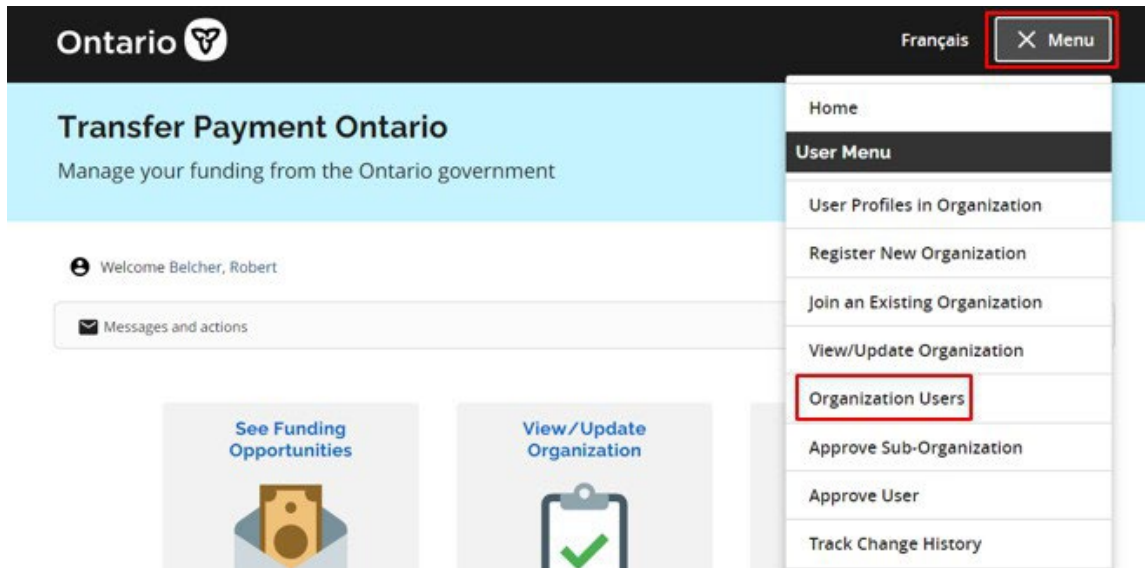 Ontario
Français
Menu
Transfer Payment Ontario
Manage your funding from the Ontario government
Welcome Belcher, Robert
Messages and actions
See Funding
Opportunities
View/Update
Organization
Home
User Menu
User Profiles in Organization
Register New Organization
Join an Existing Organization
View/Update Organization
Organization Users
Approve Sub-Organization
Approve User
Track Change History